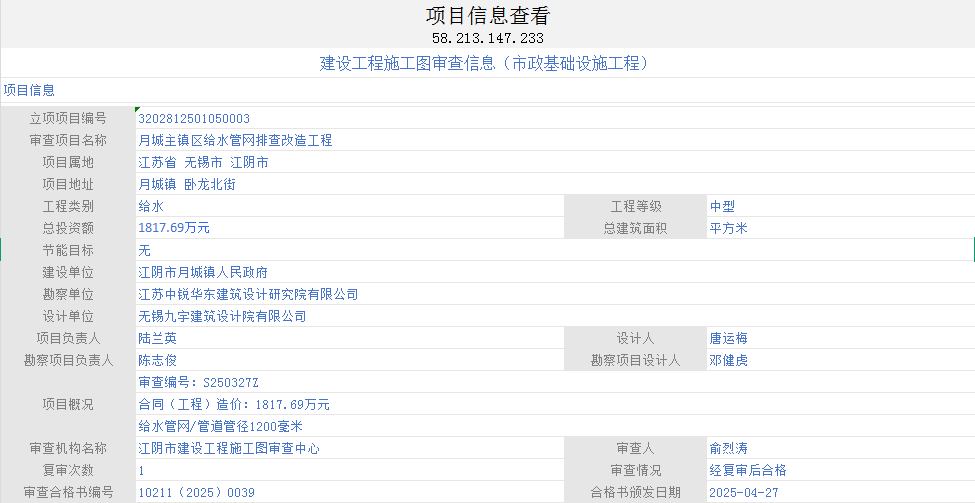 项目信息查看
58.213.147.233
建设工程施工图审查信息（市政基础设施工程）
项目信息
立项项目编号 3202812501050003
审查项目名称 月城主镇区给水管网排查改造工程
项目属地 江苏省 无锡市 江阴市
项目地址 月城镇 卧龙北街
工程类别 给水 工程等级 中型
总投资额 1817.69万元 总建筑面积 平方米
节能目标 无
建设单位 江阴市月城镇人民政府
勘察单位 江苏中锐华东建筑设计研究院有限公司
设计单位 无锡九宇建筑设计院有限公司
项目负责人 陆兰英 设计人 唐运梅
勘察项目负责人 陈志俊 勘察项目设计人 邓健虎
审查编号：S250327Z
项目概况 合同（工程）造价：1817.69万元
给水管网/管道管径1200毫米
审查机构名称 江阴市建设工程施工图审查中心 审查人 俞烈涛
复审次数 1 审查情况 经复审后合格
审查合格书编号 10211（2025）0039 合格书颁发日期 2025-04-27